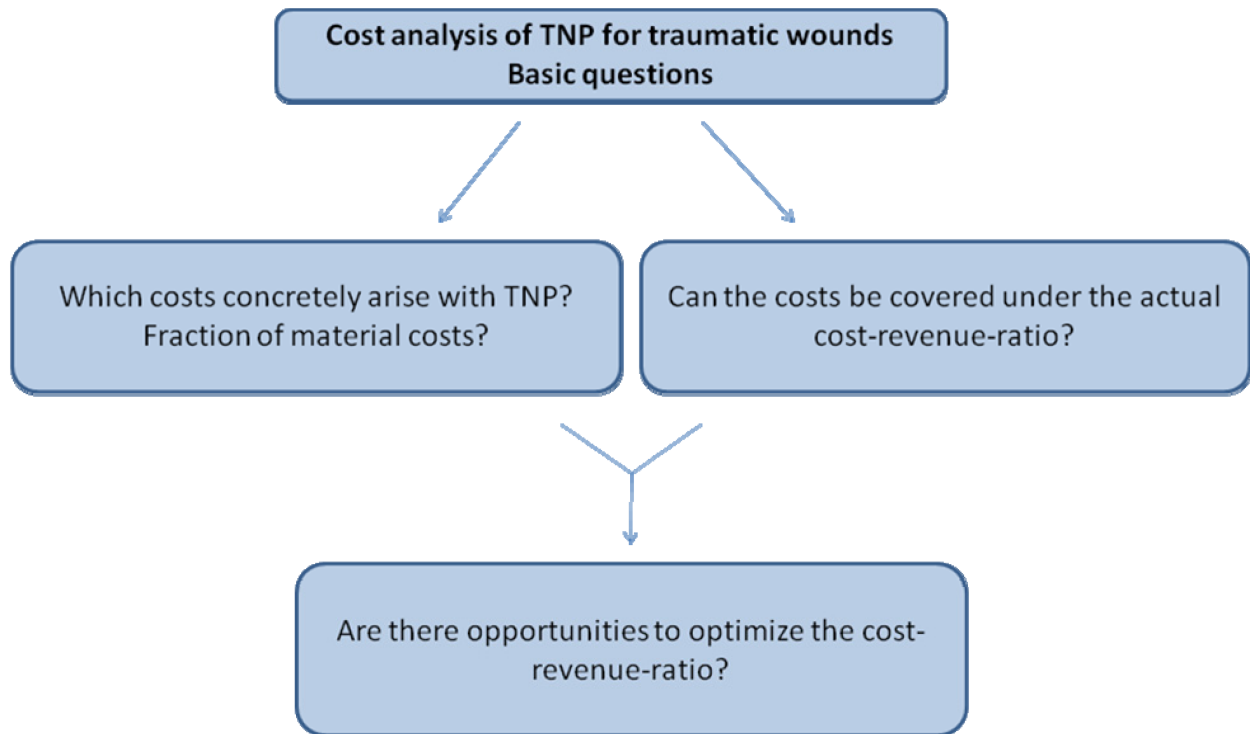 Cost analysis of TNP for traumatic wounds
Basic questions
Which costs concretely arise with TNP?
Fraction of material costs?
Can the costs be covered under the actual
cost-revenue-ratio?
Are there opportunities to optimize the cost-
revenue-ratio?